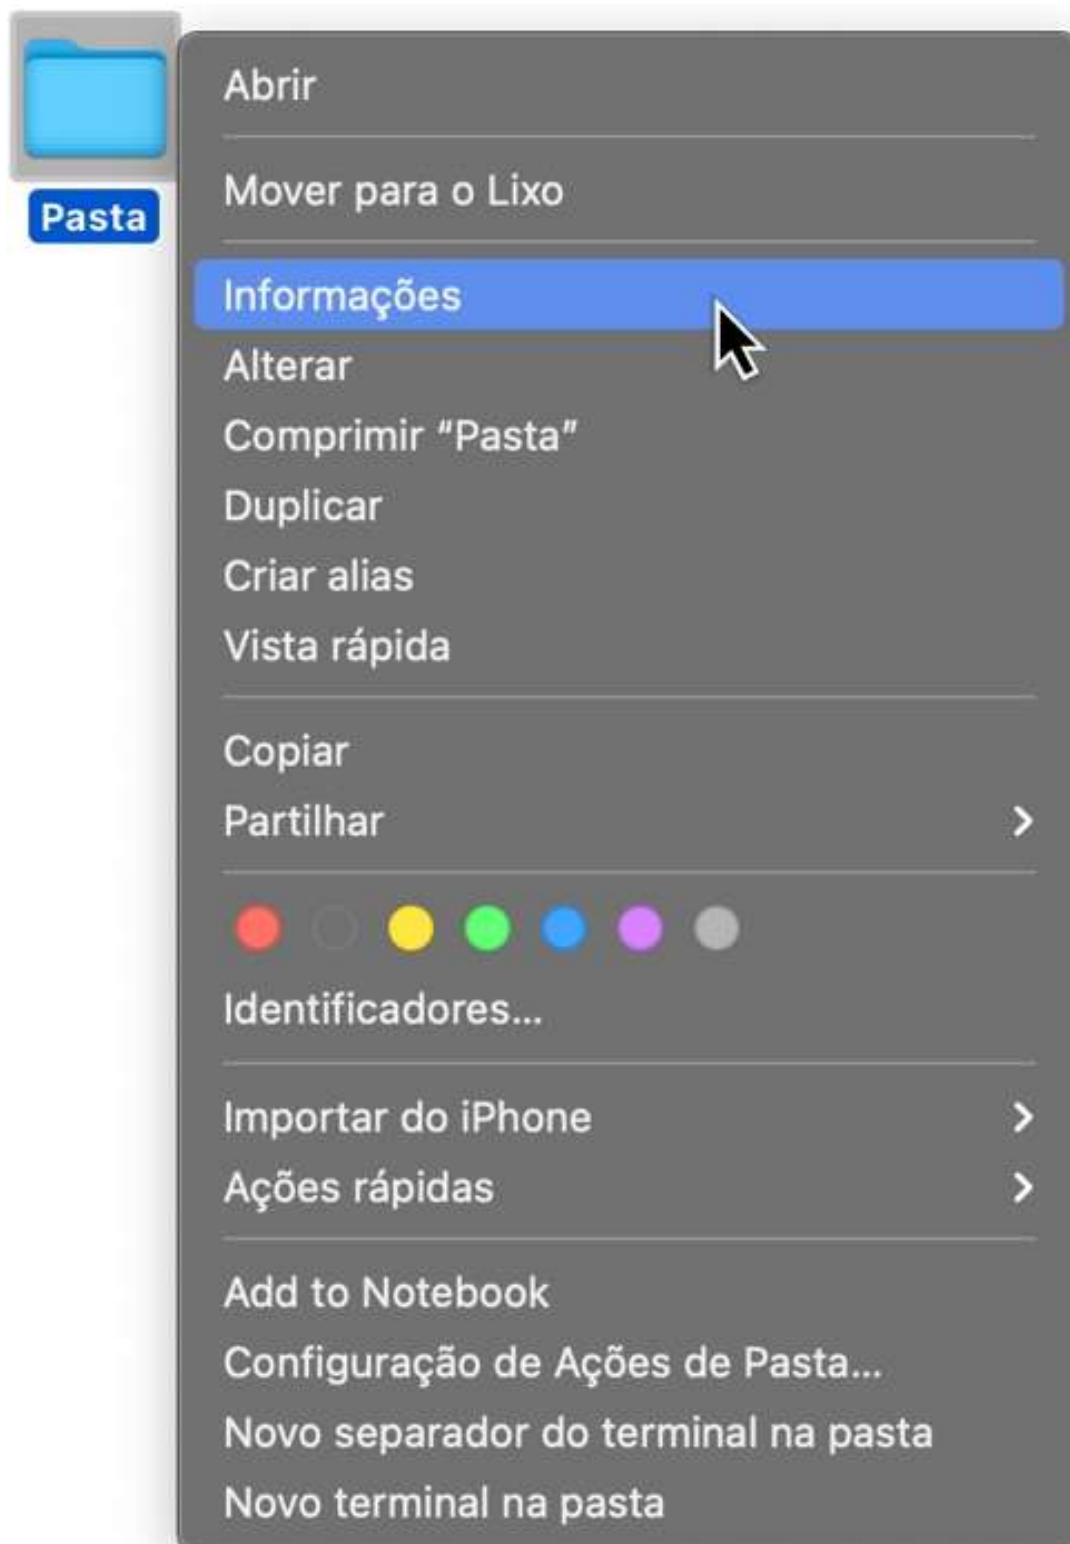 Pasta
Abrir
Mover para o Lixo
Informações
Alterar
Comprimir “Pasta”
Duplicar
Criar alias
Vista rápida
Copiar
Partilhar
Identificadores...
Importar do iPhone
Ações rápidas
Add to Notebook
Configuração de Ações de Pasta...
Novo separador do terminal na pasta
Novo terminal na pasta